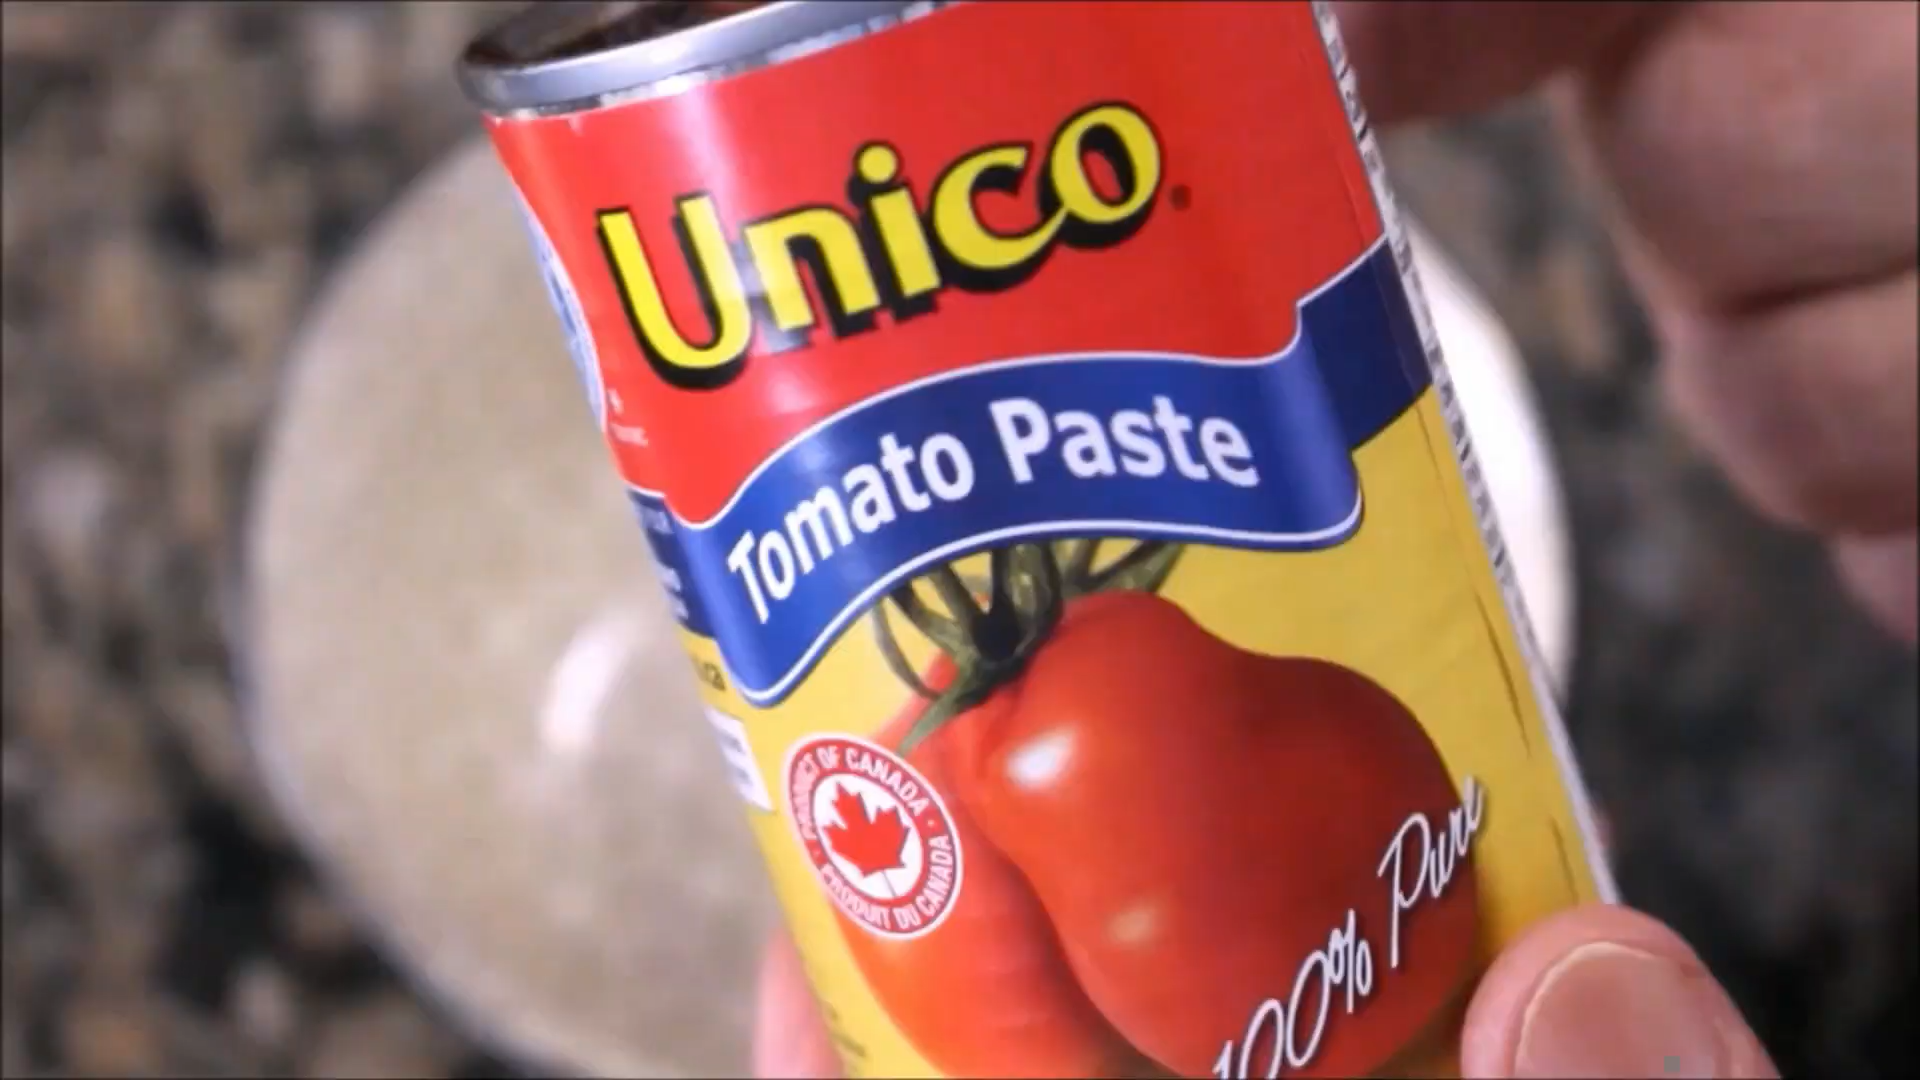 Unico
Tomato Paste
PRODUCT OF CANADA
PRODUIT DU CANADA
100% Pure